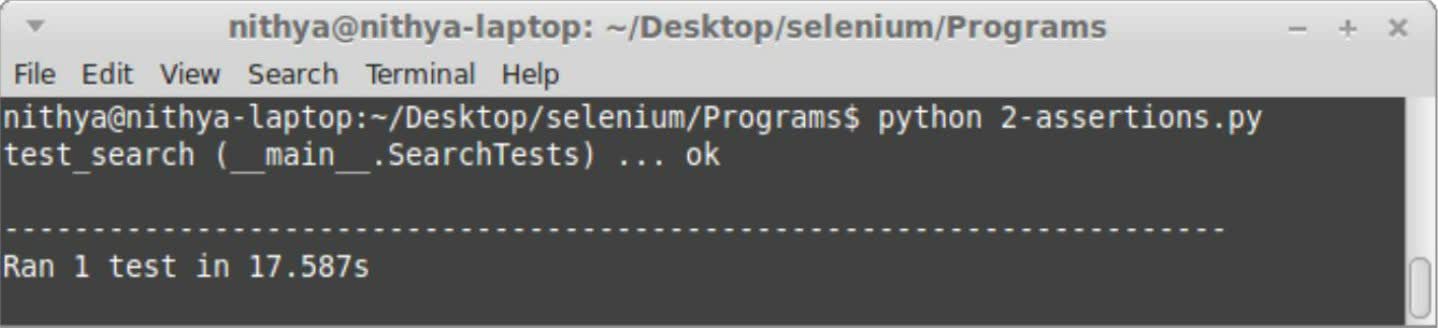 nithya@nithya-laptop: ~/Desktop/selenium/Programs
File Edit View Search Terminal Help
nithya@nithya-laptop:~/Desktop/selenium/Programs$ python 2-assertions.py
test_search (__main__.SearchTests) ... ok
----------------------------------------------------------------------
Ran 1 test in 17.587s